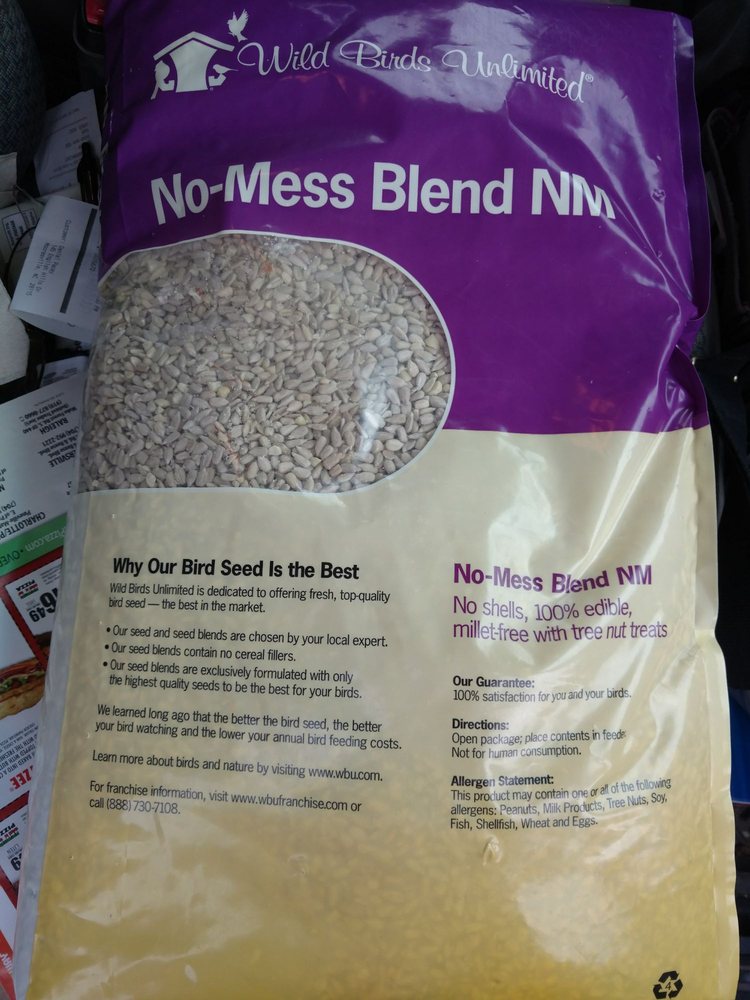 Wild Birds Unlimited®
No-Mess Blend NM
Why Our Bird Seed Is the Best
Wild Birds Unlimited is dedicated to offering fresh, top-quality
bird seed — the best in the market.
• Our seed and seed blends are chosen by your local expert.
• Our seed blends contain no cereal fillers.
• Our seed blends are exclusively formulated with only
the highest quality seeds to be the best for your birds.
We learned long ago that the better the bird seed, the better
your bird watching and the lower your annual bird feeding costs.
Learn more about birds and nature by visiting www.wbu.com.
For franchise information, visit www.wbufranchise.com or
call (888) 730-7108.
No-Mess Blend NM
No shells, 100% edible,
millet-free with tree nut treats
Our Guarantee:
100% satisfaction for you and your birds.
Directions:
Open package; place contents in feeder.
Not for human consumption.
Allergen Statement:
This product may contain one or all of the following
allergens: Peanuts, Milk Products, Tree Nuts, Soy,
Fish, Shellfish, Wheat and Eggs.
4
Customer
RALEIGH
(704) 992-2221
Pizza.com
PIZZA